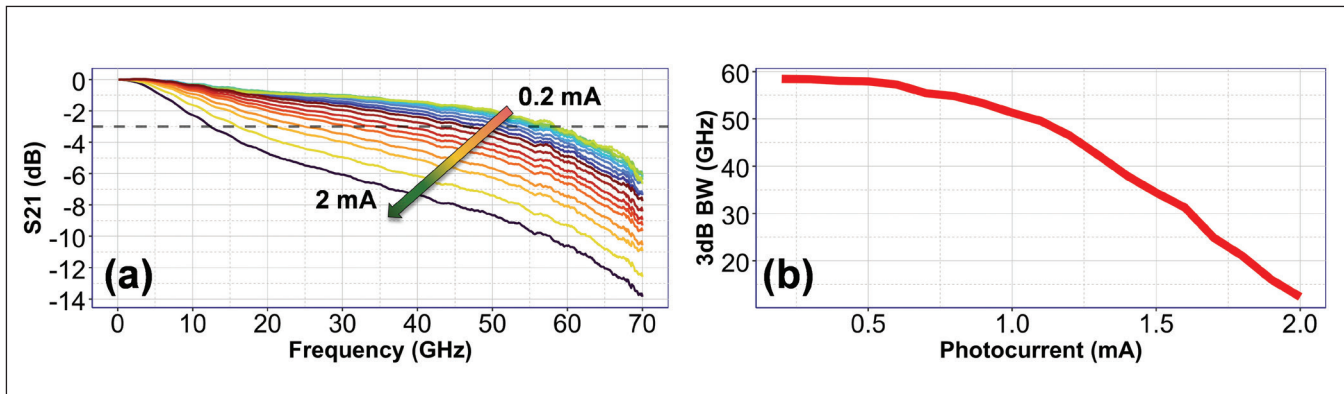 0
-2
-4
-6
-8
-10
-12
-14
S21 (dB)
0.2 mA
2 mA
(a)
0 10 20 30 40 50 60 70
Frequency (GHz)
60
50
40
30
20
3dB BW (GHz)
(b)
0.5 1.0 1.5 2.0
Photocurrent (mA)